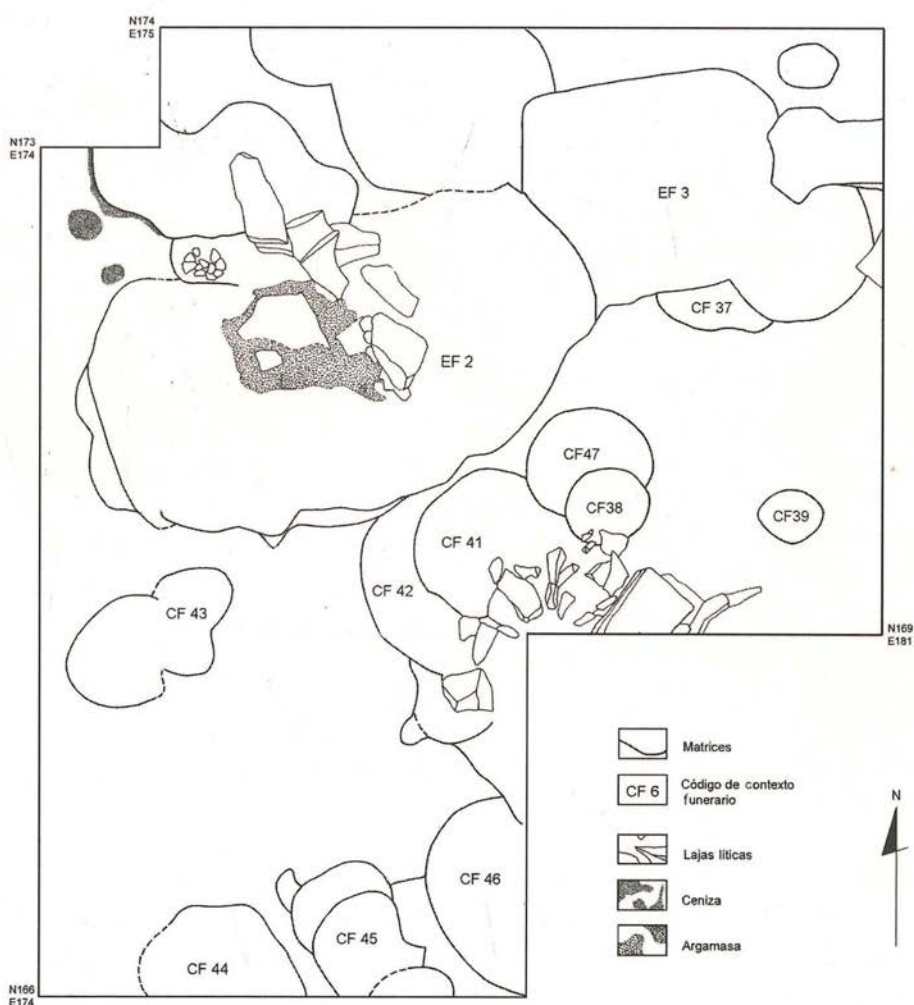 N174
E175
N173
E174
EF 3
CF 37
EF 2
CF47
CF38
CF39
CF 41
CF 42
CF 43
N169
E181
Matrices
CF 6
Código de contexto
funerario
N
Lajas líticas
CF 46
Ceniza
CF 45
Argamasa
CF 44
N166
E174